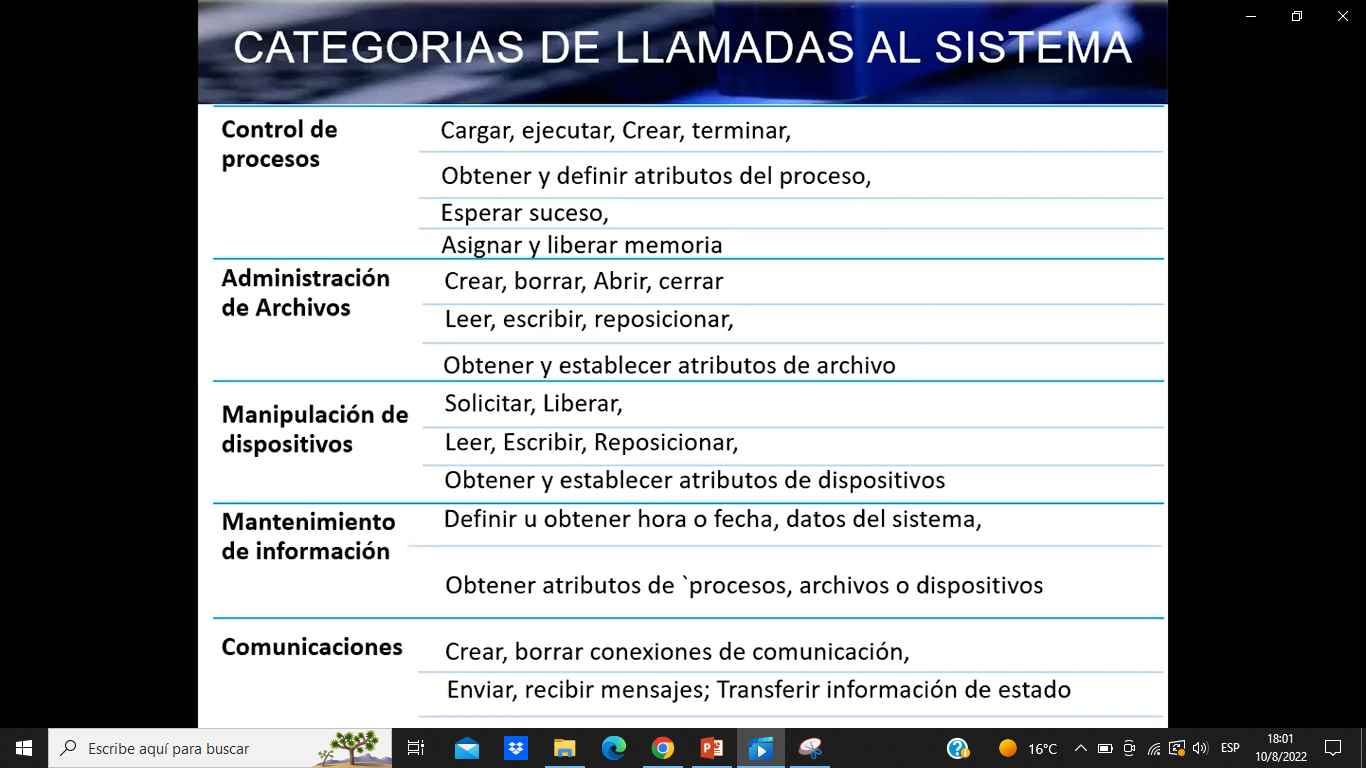 CATEGORIAS DE LLAMADAS AL SISTEMA
Control de
procesos
Cargar, ejecutar, Crear, terminar,
Obtener y definir atributos del proceso,
Esperar suceso,
Asignar y liberar memoria
Administración
de Archivos
Crear, borrar, Abrir, cerrar
Leer, escribir, reposicionar,
Obtener y establecer atributos de archivo
Manipulación de
dispositivos
Solicitar, Liberar,
Leer, Escribir, Reposicionar,
Obtener y establecer atributos de dispositivos
Mantenimiento
de información
Definir u obtener hora o fecha, datos del sistema,
Obtener atributos de `procesos, archivos o dispositivos
Comunicaciones
Crear, borrar conexiones de comunicación,
Enviar, recibir mensajes; Transferir información de estado
Escribe aquí para buscar
16°C
ESP
18:01
10/8/2022